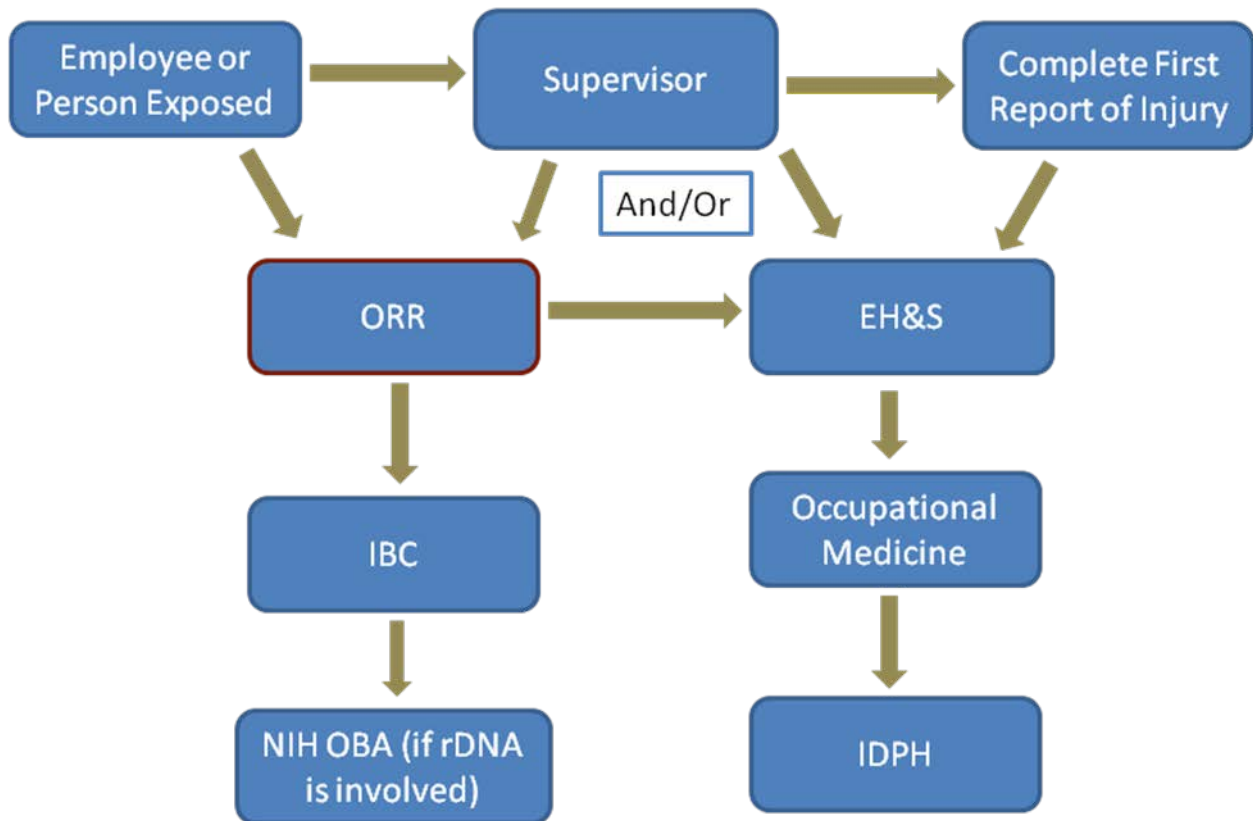 Employee or
Person Exposed
Supervisor
Complete First
Report of Injury
And/Or
ORR
EH&S
IBC
Occupational
Medicine
NIH OBA (if rDNA
is involved)
IDPH